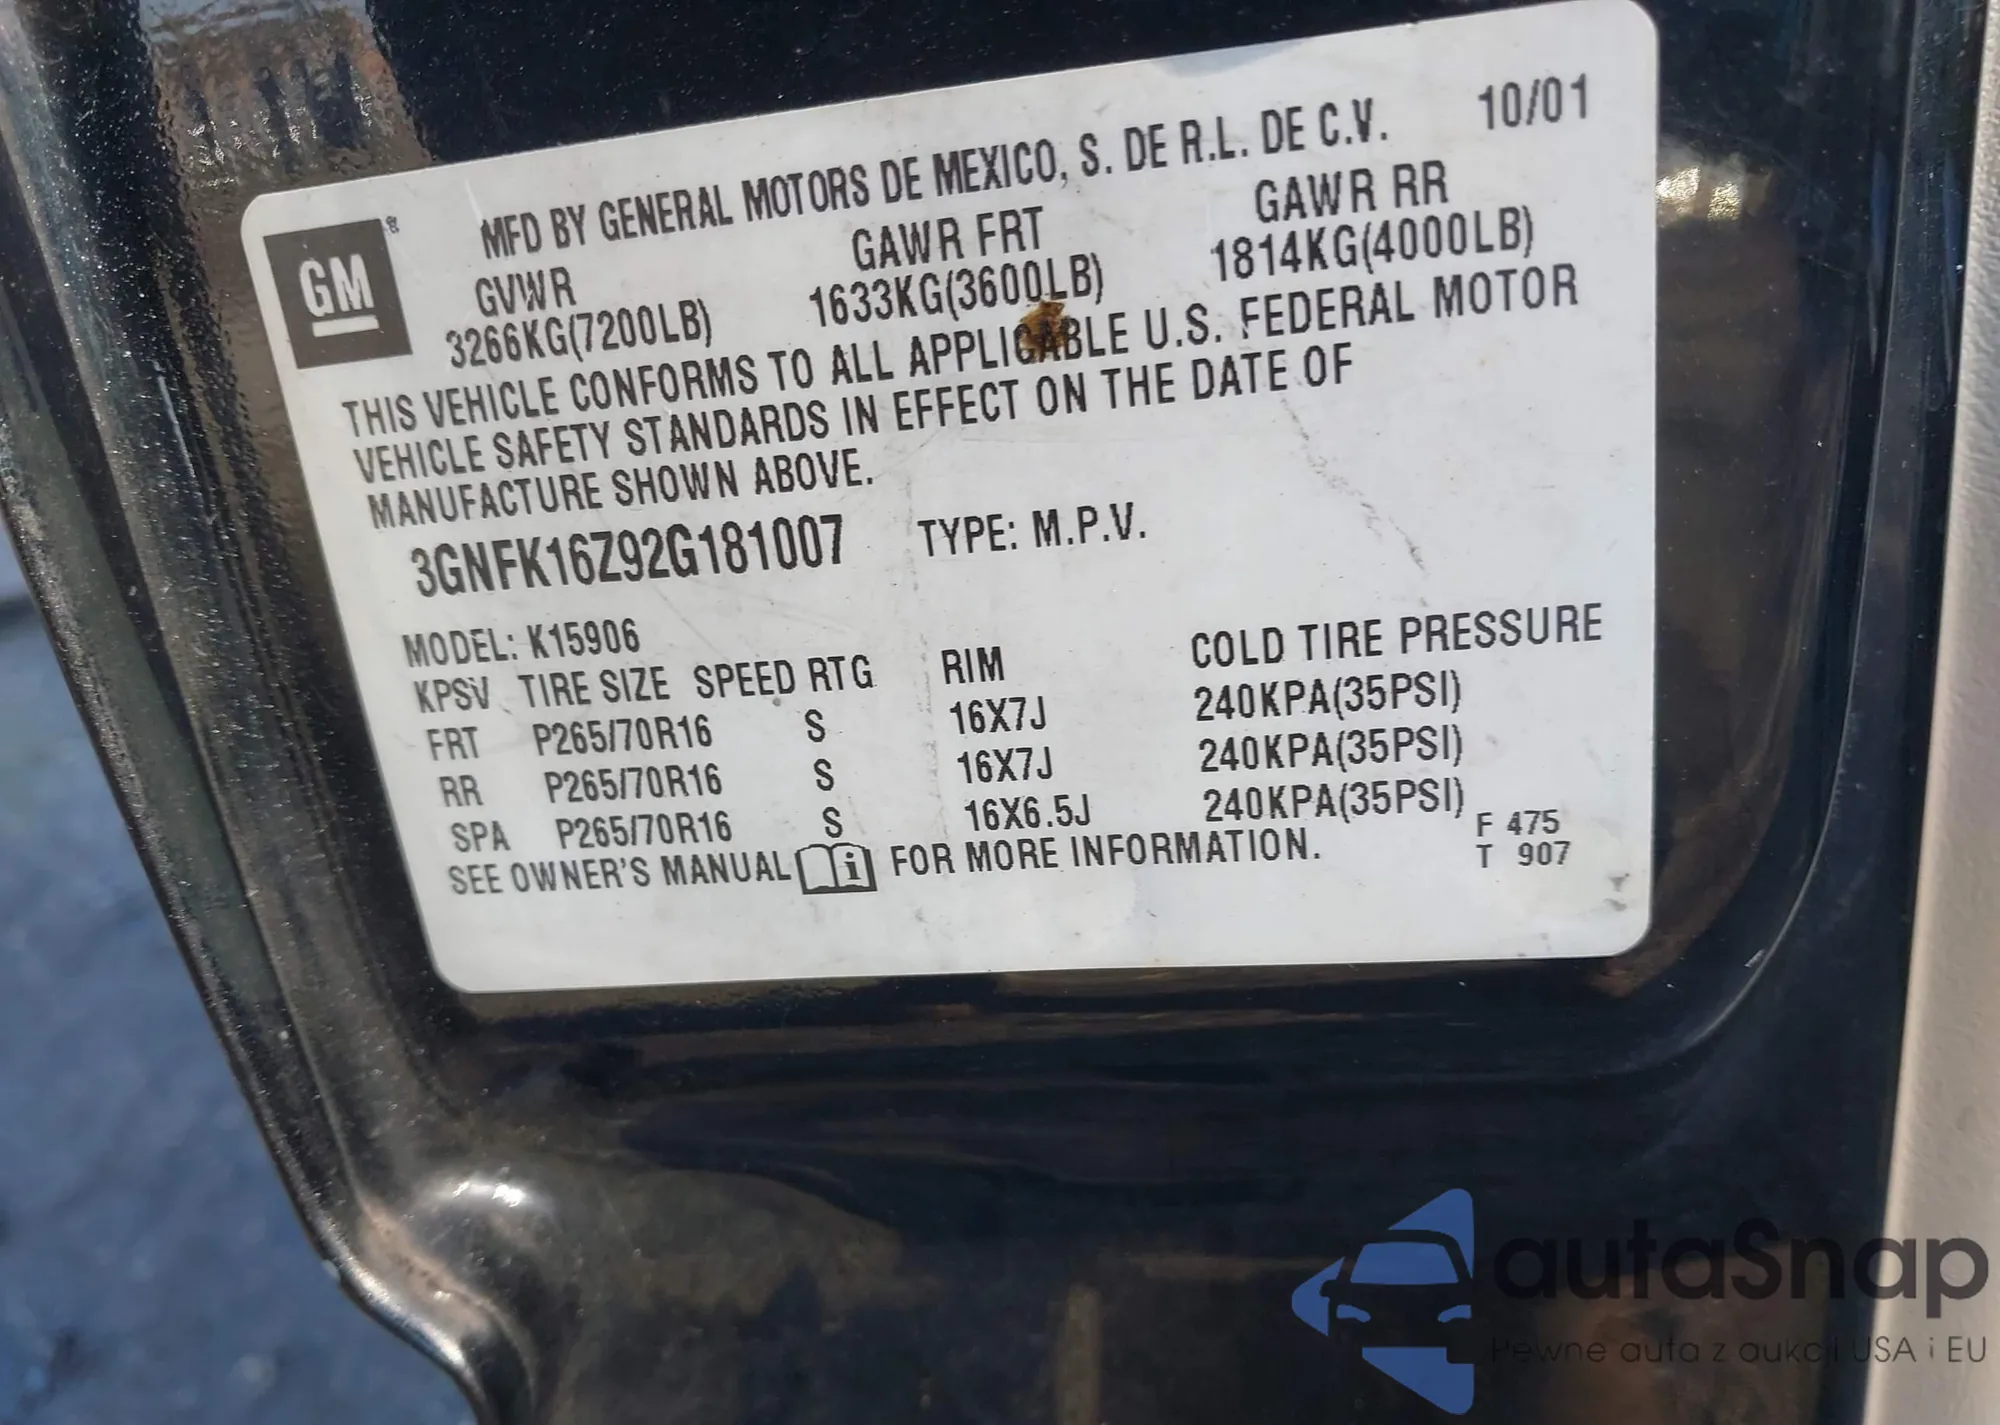 GM®
MFD BY GENERAL MOTORS DE MEXICO, S. DE R.L. DE C.V. 10/01
GVWR GAWR FRT GAWR RR
3266KG(7200LB) 1633KG(3600LB) 1814KG(4000LB)
THIS VEHICLE CONFORMS TO ALL APPLICABLE U.S. FEDERAL MOTOR
VEHICLE SAFETY STANDARDS IN EFFECT ON THE DATE OF
MANUFACTURE SHOWN ABOVE.
3GNFK16Z92G181007 TYPE: M.P.V.
MODEL: K15906
KPSV TIRE SIZE SPEED RTG RIM COLD TIRE PRESSURE
FRT P265/70R16 S 16X7J 240KPA(35PSI)
RR P265/70R16 S 16X7J 240KPA(35PSI)
SPA P265/70R16 S 16X6.5J 240KPA(35PSI)
SEE OWNER'S MANUAL FOR MORE INFORMATION.
F 475
T 907
autaSnap
Pewne auta z aukcji USA i EU